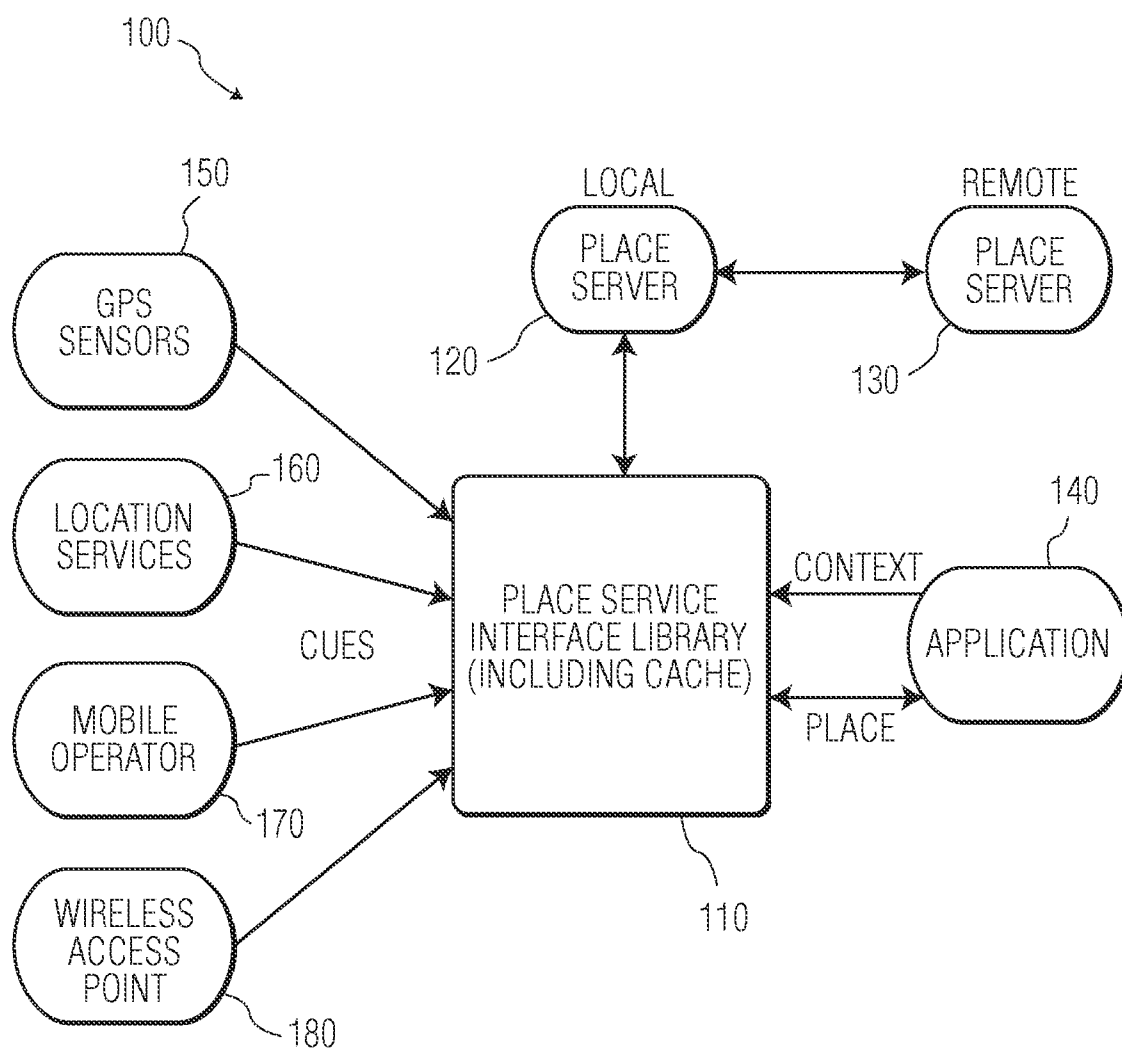 100
150
GPS
SENSORS
LOCAL
PLACE
SERVER
120
REMOTE
PLACE
SERVER
130
160
LOCATION
SERVICES
CUES
PLACE SERVICE
INTERFACE LIBRARY
(INCLUDING CACHE)
110
140
CONTEXT
APPLICATION
PLACE
MOBILE
OPERATOR
170
WIRELESS
ACCESS
POINT
180